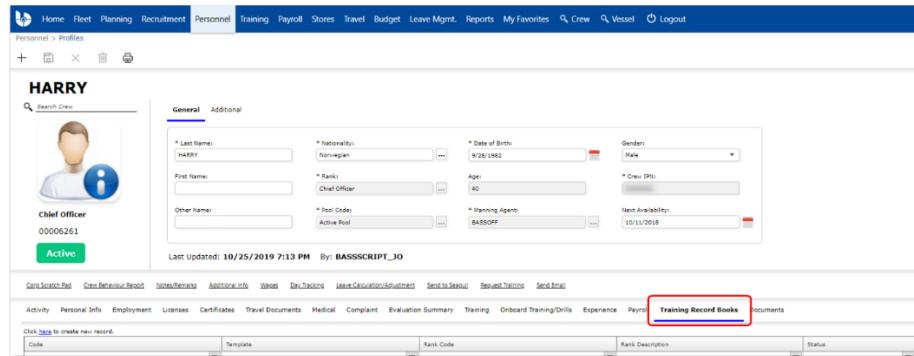 Home Fleet Planning Recruitment Personnel Training Payroll Stores Travel Budget Leave Mgmt. Reports My Favorites Crew Vessel Logout
Personnel > Profiles
HARRY
Search Crew
General Additional
* Last Name: * Nationality: * Date of Birth: Gender:
HARRY Norwegian ... 9/28/1982 Male
First Name: * Rank: Age: * Crew IPN:
Chief Officer ... 40
Other Name: * Pool Code: * Manning Agent: Next Availability:
Active Pool ... BASSOFF ... 10/11/2018
Chief Officer
00006261
Active
Last Updated: 10/25/2019 7:13 PM By: BASSSCRIPT_JO
Corp Scratch Pad Crew Behaviour Report Notes/Remarks Additional Info Wages Day Tracking Leave Calculation/Adjustment Send to Seagull Request Training Send Email
Activity Personal Info Employment Licenses Certificates Travel Documents Medical Complaint Evaluation Summary Training Onboard Training/Drills Experience Payroll Training Record Books Documents
Click here to create new record.
Code Template Rank Code Rank Description Status